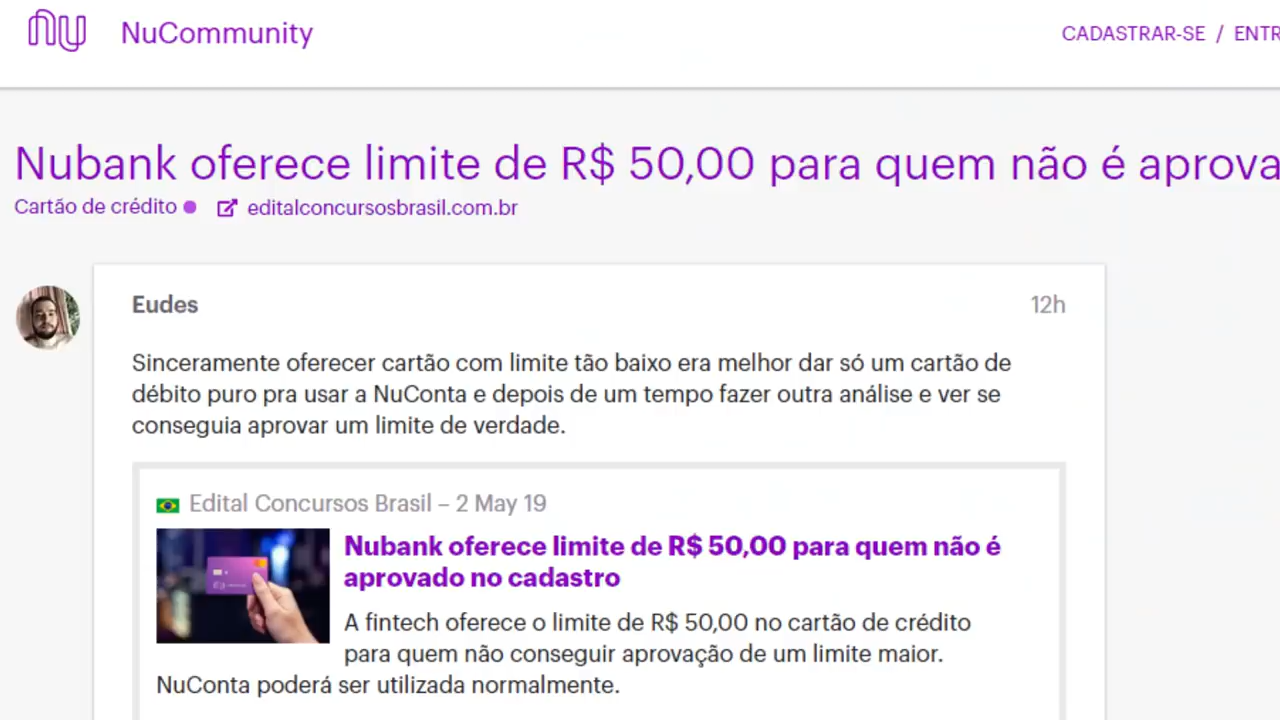 nu NuCommunity CADASTRAR-SE / ENTR
Nubank oferece limite de R$ 50,00 para quem não é aprova
Cartão de crédito editalconcursosbrasil.com.br
Eudes 12h
Sinceramente oferecer cartão com limite tão baixo era melhor dar só um cartão de
débito puro pra usar a NuConta e depois de um tempo fazer outra análise e ver se
conseguia aprovar um limite de verdade.
Edital Concursos Brasil – 2 May 19
Nubank oferece limite de R$ 50,00 para quem não é
aprovado no cadastro
A fintech oferece o limite de R$ 50,00 no cartão de crédito
para quem não conseguir aprovação de um limite maior.
NuConta poderá ser utilizada normalmente.